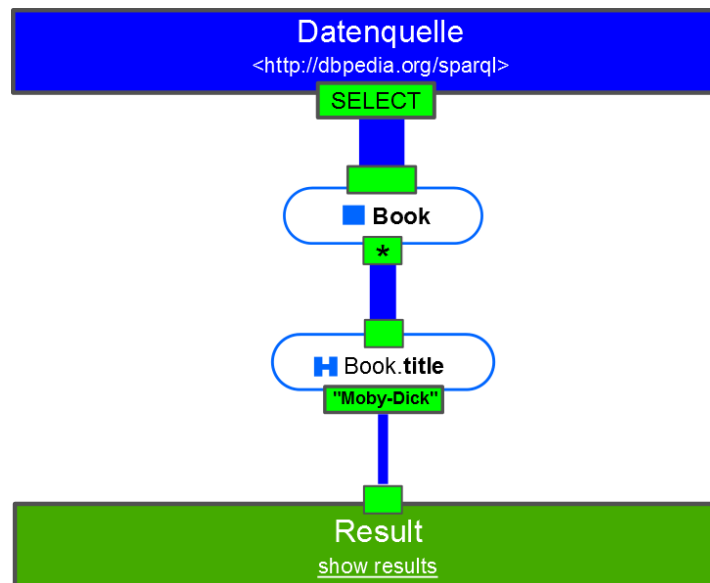 Datenquelle
<http://dbpedia.org/sparql>
SELECT
Book
*
Book.title
"Moby-Dick"
Result
show results